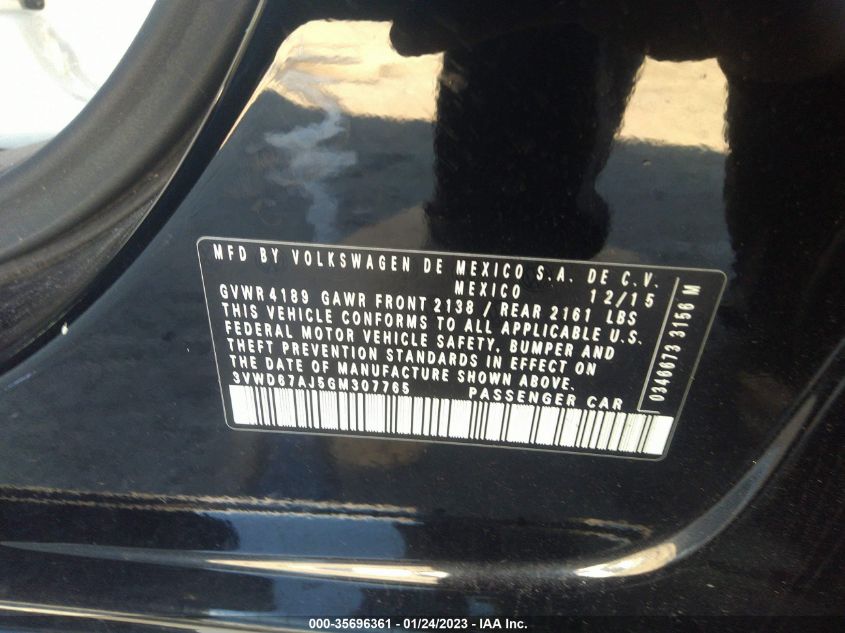 MFD BY VOLKSWAGEN DE MEXICO S.A. DE C.V.
MEXICO 12/15
GVWR 4189 GAWR FRONT 2138 / REAR 2161 LBS
THIS VEHICLE CONFORMS TO ALL APPLICABLE U.S.
FEDERAL MOTOR VEHICLE SAFETY, BUMPER AND
THEFT PREVENTION STANDARDS IN EFFECT ON
THE DATE OF MANUFACTURE SHOWN ABOVE.
3VWD67AJ5GM307765 PASSENGER CAR
0346673 3156 M
000-35696361 - 01/24/2023 - IAA Inc.